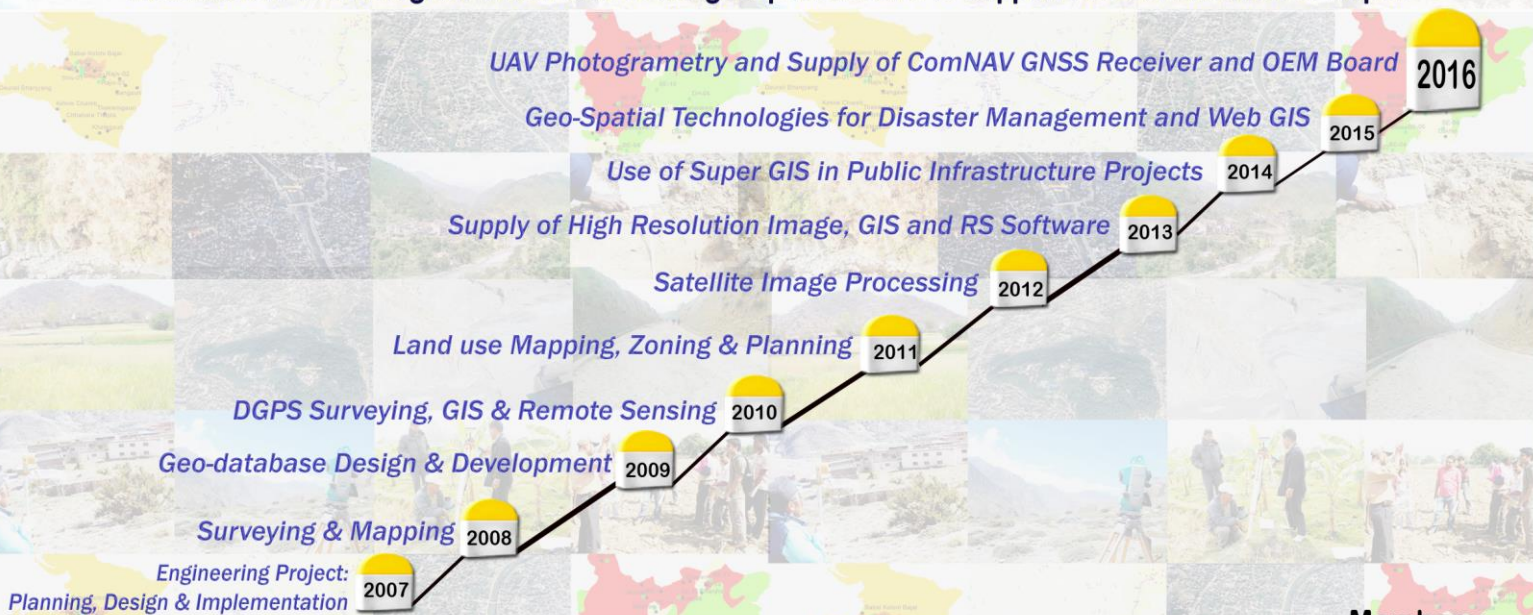 UAV Photogrametry and Supply of ComNAV GNSS Receiver and OEM Board
2016
Geo-Spatial Technologies for Disaster Management and Web GIS
2015
Use of Super GIS in Public Infrastructure Projects
2014
Supply of High Resolution Image, GIS and RS Software
2013
Satellite Image Processing
2012
Land use Mapping, Zoning & Planning
2011
DGPS Surveying, GIS & Remote Sensing
2010
Geo-database Design & Development
2009
Surveying & Mapping
2008
Engineering Project:
Planning, Design & Implementation
2007